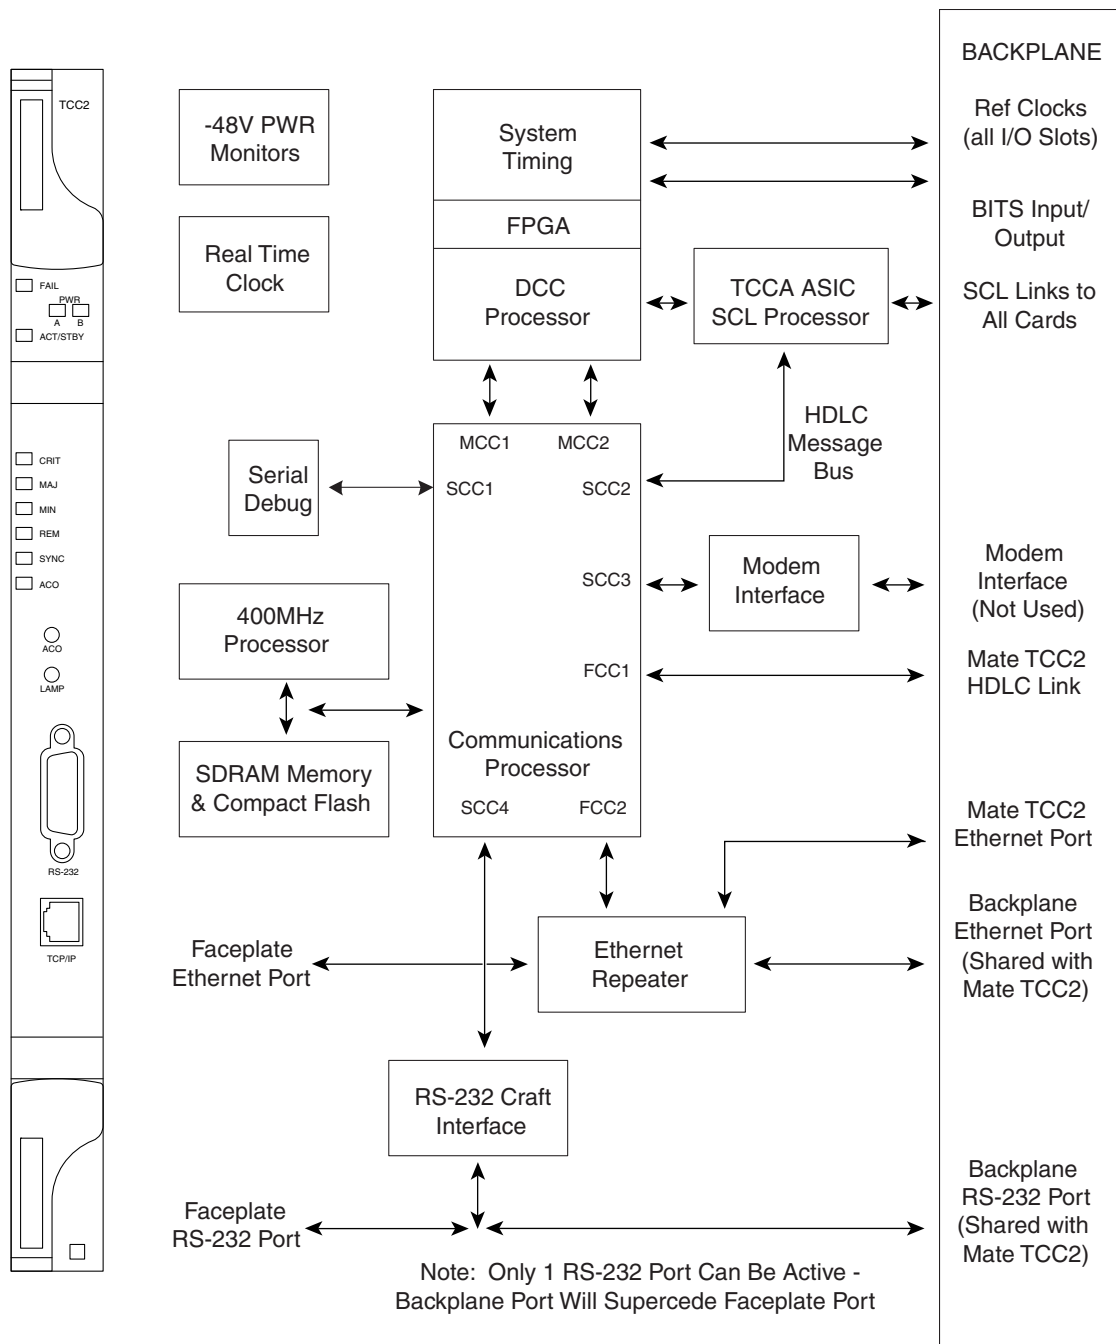 TCC2
FAIL
PWR
A B
ACT/STBY
CRIT
MAJ
MIN
REM
SYNC
ACO
ACO
LAMP
RS-232
TCP/IP
-48V PWR
Monitors
Real Time
Clock
System
Timing
FPGA
DCC
Processor
TCCA ASIC
SCL Processor
HDLC
Message
Bus
Serial
Debug
MCC1 MCC2
SCC1 SCC2
SCC3
FCC1
Communications
Processor
SCC4 FCC2
400MHz
Processor
SDRAM Memory
& Compact Flash
Modem
Interface
Faceplate
Ethernet Port
Ethernet
Repeater
RS-232 Craft
Interface
Faceplate
RS-232 Port
Note: Only 1 RS-232 Port Can Be Active -
Backplane Port Will Supercede Faceplate Port
BACKPLANE
Ref Clocks
(all I/O Slots)
BITS Input/
Output
SCL Links to
All Cards
Modem
Interface
(Not Used)
Mate TCC2
HDLC Link
Mate TCC2
Ethernet Port
Backplane
Ethernet Port
(Shared with
Mate TCC2)
Backplane
RS-232 Port
(Shared with
Mate TCC2)